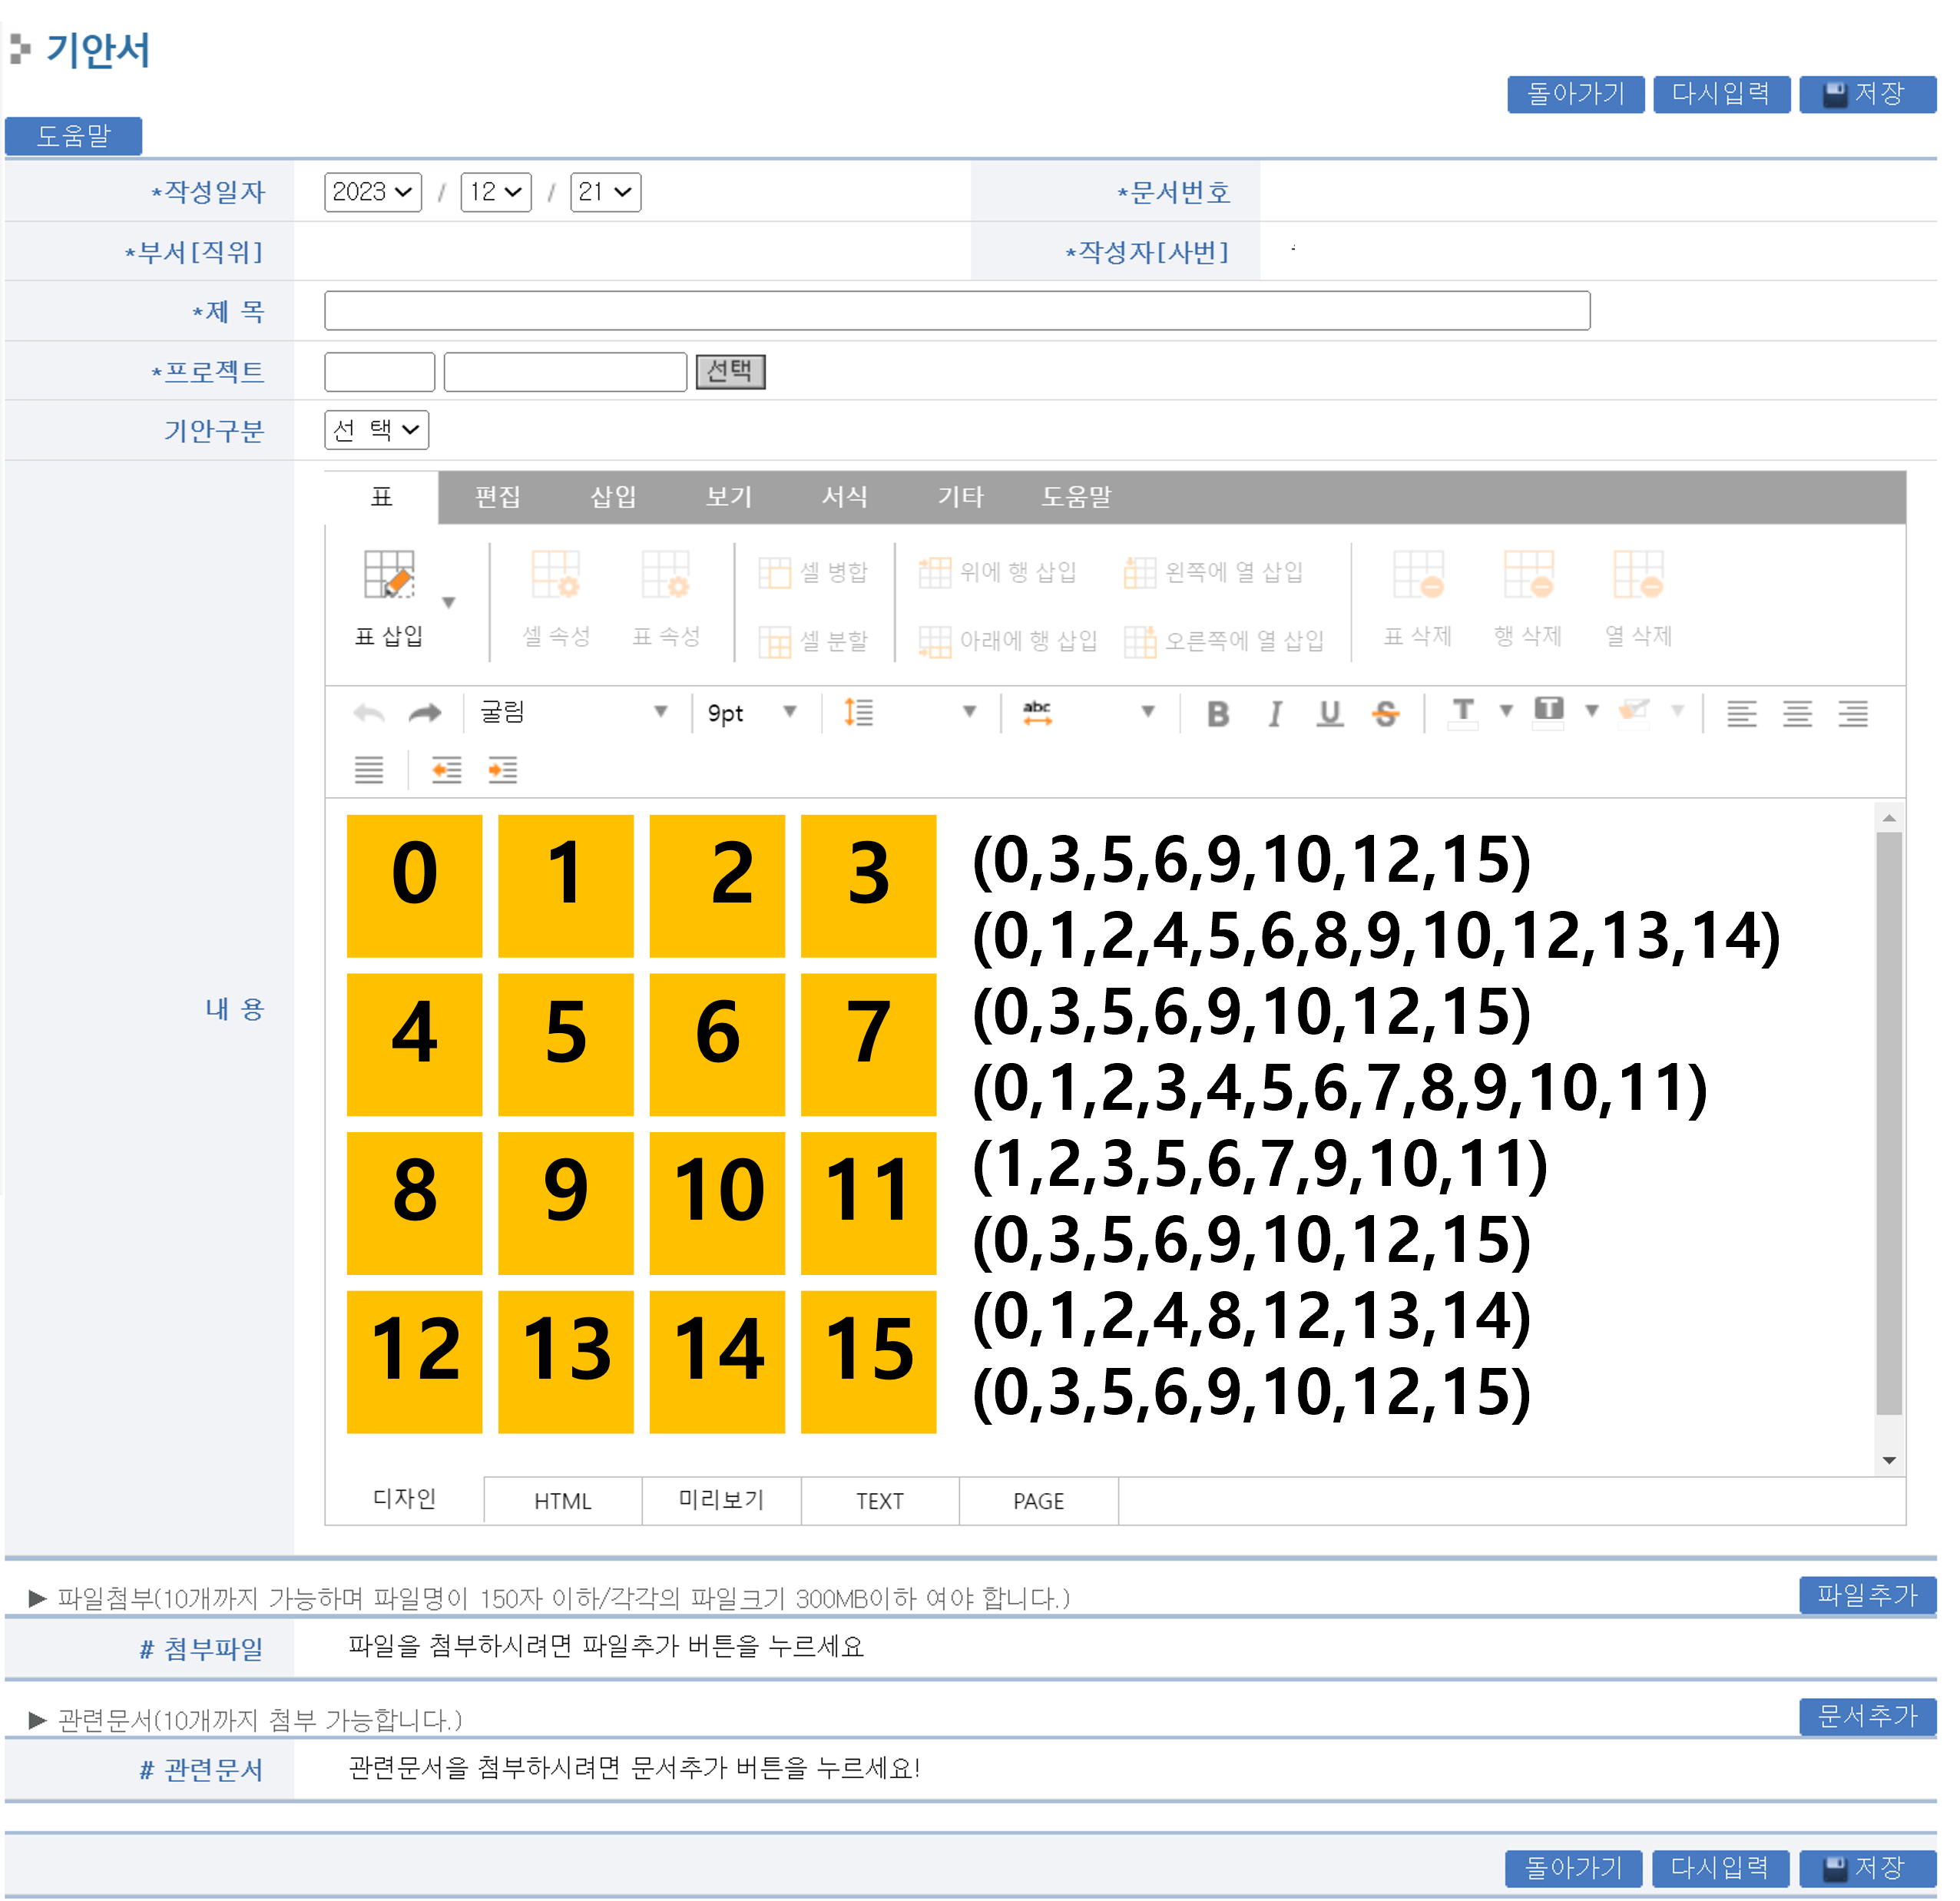 기안서
돌아가기 다시입력 저장
도움말
*작성일자 2023 / 12 / 21 *문서번호
*부서[직위] *작성자[사번]
*제 목
*프로젝트 선택
기안구분 선 택
표 편집 삽입 보기 서식 기타 도움말
표 삽입 셀 속성 표 속성 셀 병합 위에 행 삽입 왼쪽에 열 삽입 표 삭제 행 삭제 열 삭제
셀 분할 아래에 행 삽입 오른쪽에 열 삽입
굴림 9pt abc B I U S T T
내 용
0 1 2 3
4 5 6 7
8 9 10 11
12 13 14 15
(0,3,5,6,9,10,12,15)
(0,1,2,4,5,6,8,9,10,12,13,14)
(0,3,5,6,9,10,12,15)
(0,1,2,3,4,5,6,7,8,9,10,11)
(1,2,3,5,6,7,9,10,11)
(0,3,5,6,9,10,12,15)
(0,1,2,4,8,12,13,14)
(0,3,5,6,9,10,12,15)
디자인 HTML 미리보기 TEXT PAGE
▶ 파일첨부(10개까지 가능하며 파일명이 150자 이하/각각의 파일크기 300MB이하 여야 합니다.) 파일추가
# 첨부파일 파일을 첨부하시려면 파일추가 버튼을 누르세요
▶ 관련문서(10개까지 첨부 가능합니다.) 문서추가
# 관련문서 관련문서을 첨부하시려면 문서추가 버튼을 누르세요!
돌아가기 다시입력 저장